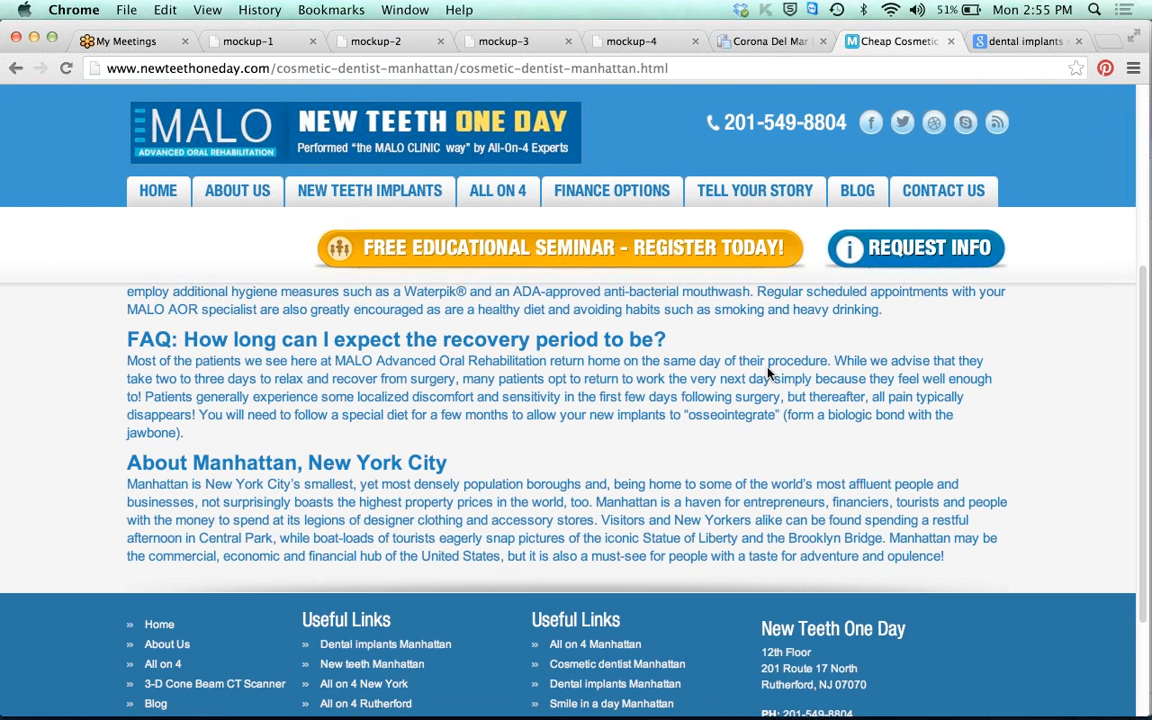 Chrome File Edit View History Bookmarks Window Help 51% Mon 2:55 PM
My Meetings mockup-1 mockup-2 mockup-3 mockup-4 Corona Del Mar Cheap Cosmetic dental implants
www.newteethoneday.com/cosmetic-dentist-manhattan/cosmetic-dentist-manhattan.html
MALO
ADVANCED ORAL REHABILITATION
NEW TEETH ONE DAY
Performed "the MALO CLINIC way" by All-On-4 Experts
201-549-8804
HOME ABOUT US NEW TEETH IMPLANTS ALL ON 4 FINANCE OPTIONS TELL YOUR STORY BLOG CONTACT US
FREE EDUCATIONAL SEMINAR - REGISTER TODAY! REQUEST INFO
employ additional hygiene measures such as a Waterpik® and an ADA-approved anti-bacterial mouthwash. Regular scheduled appointments with your
MALO AOR specialist are also greatly encouraged as are a healthy diet and avoiding habits such as smoking and heavy drinking.
FAQ: How long can I expect the recovery period to be?
Most of the patients we see here at MALO Advanced Oral Rehabilitation return home on the same day of their procedure. While we advise that they
take two to three days to relax and recover from surgery, many patients opt to return to work the very next day simply because they feel well enough
to! Patients generally experience some localized discomfort and sensitivity in the first few days following surgery, but thereafter, all pain typically
disappears! You will need to follow a special diet for a few months to allow your new implants to “osseointegrate” (form a biologic bond with the
jawbone).
About Manhattan, New York City
Manhattan is New York City’s smallest, yet most densely population boroughs and, being home to some of the world’s most affluent people and
businesses, not surprisingly boasts the highest property prices in the world, too. Manhattan is a haven for entrepreneurs, financiers, tourists and people
with the money to spend at its legions of designer clothing and accessory stores. Visitors and New Yorkers alike can be found spending a restful
afternoon in Central Park, while boat-loads of tourists eagerly snap pictures of the iconic Statue of Liberty and the Brooklyn Bridge. Manhattan may be
the commercial, economic and financial hub of the United States, but it is also a must-see for people with a taste for adventure and opulence!
Home
About Us
All on 4
3-D Cone Beam CT Scanner
Blog
Useful Links
Dental implants Manhattan
New teeth Manhattan
All on 4 New York
All on 4 Rutherford
Useful Links
All on 4 Manhattan
Cosmetic dentist Manhattan
Dental implants Manhattan
Smile in a day Manhattan
New Teeth One Day
12th Floor
201 Route 17 North
Rutherford, NJ 07070
PH: 201-549-8804